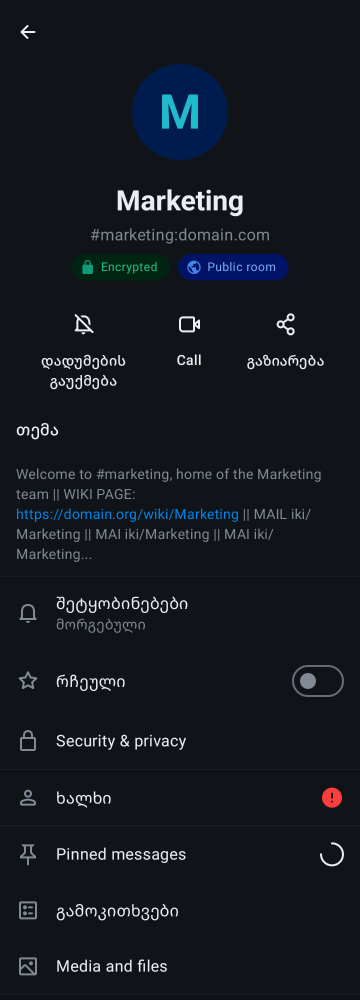 M
Marketing
#marketing:domain.com
Encrypted
Public room
დადუმების
გაუქმება
Call
გაზიარება
თემა
Welcome to #marketing, home of the Marketing
team || WIKI PAGE:
https://domain.org/wiki/Marketing || MAIL iki/
Marketing || MAI iki/Marketing || MAI iki/
Marketing...
შეტყობინებები
მორგებული
რჩეული
Security & privacy
ხალხი
Pinned messages
გამოკითხვები
Media and files